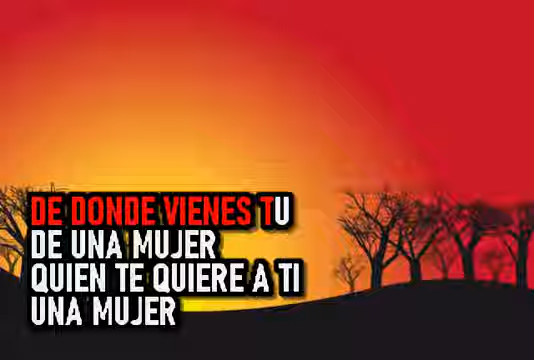 DE DONDE VIENES TU
DE UNA MUJER
QUIEN TE QUIERE A TI
UNA MUJER